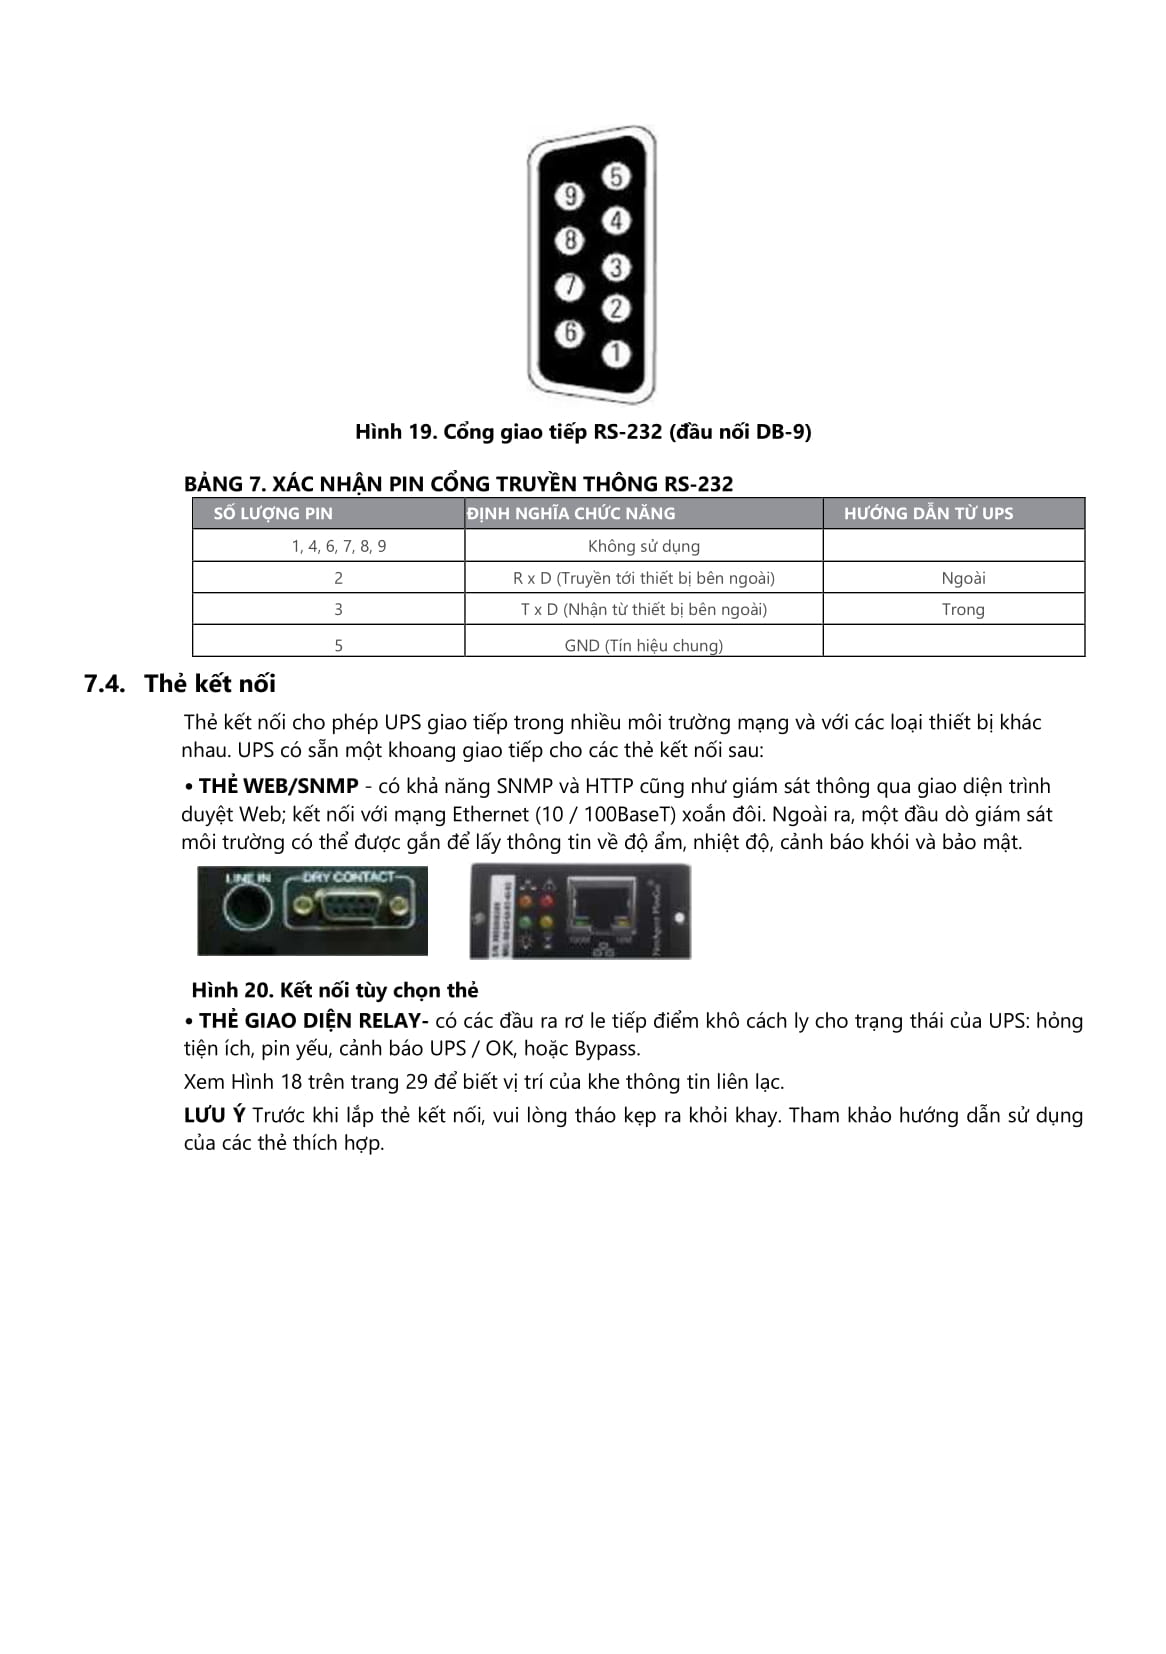 5
9
4
8
3
7
2
6
1
Hình 19. Cổng giao tiếp RS-232 (đầu nối DB-9)
BẢNG 7. XÁC NHẬN PIN CỔNG TRUYỀN THÔNG RS-232
SỐ LƯỢNG PIN ĐỊNH NGHĨA CHỨC NĂNG HƯỚNG DẪN TỪ UPS
1, 4, 6, 7, 8, 9 Không sử dụng
2 R x D (Truyền tới thiết bị bên ngoài) Ngoài
3 T x D (Nhận từ thiết bị bên ngoài) Trong
5 GND (Tín hiệu chung)
7.4. Thẻ kết nối
Thẻ kết nối cho phép UPS giao tiếp trong nhiều môi trường mạng và với các loại thiết bị khác
nhau. UPS có sẵn một khoang giao tiếp cho các thẻ kết nối sau:
• THẺ WEB/SNMP - có khả năng SNMP và HTTP cũng như giám sát thông qua giao diện trình
duyệt Web; kết nối với mạng Ethernet (10 / 100BaseT) xoắn đôi. Ngoài ra, một đầu dò giám sát
môi trường có thể được gắn để lấy thông tin về độ ẩm, nhiệt độ, cảnh báo khói và bảo mật.
LINE IN DRY CONTACT
Hình 20. Kết nối tùy chọn thẻ
• THẺ GIAO DIỆN RELAY- có các đầu ra rơ le tiếp điểm khô cách ly cho trạng thái của UPS: hỏng
tiện ích, pin yếu, cảnh báo UPS / OK, hoặc Bypass.
Xem Hình 18 trên trang 29 để biết vị trí của khe thông tin liên lạc.
LƯU Ý Trước khi lắp thẻ kết nối, vui lòng tháo kẹp ra khỏi khay. Tham khảo hướng dẫn sử dụng
của các thẻ thích hợp.